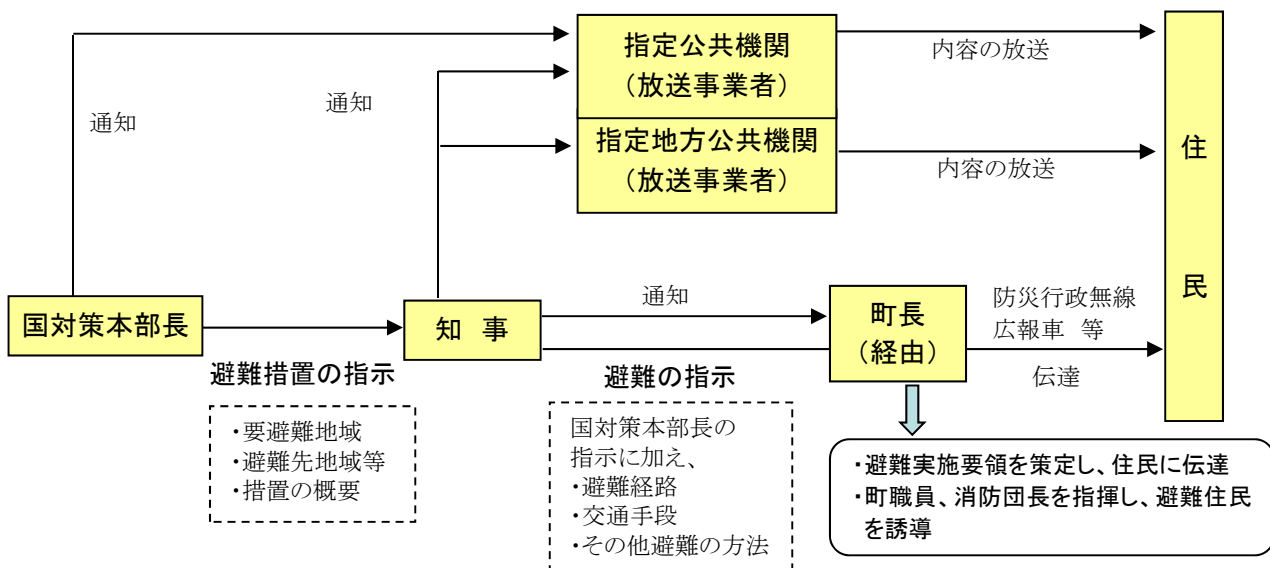 指定公共機関
（放送事業者）
内容の放送
通知
通知
指定地方公共機関
（放送事業者）
内容の放送
住
民
国対策本部長
避難措置の指示
・要避難地域
・避難先地域等
・措置の概要
知 事
通知
避難の指示
国対策本部長の
指示に加え、
・避難経路
・交通手段
・その他避難の方法
町長
（経由）
防災行政無線
広報車 等
伝達
・避難実施要領を策定し、住民に伝達
・町職員、消防団長を指揮し、避難住民
を誘導